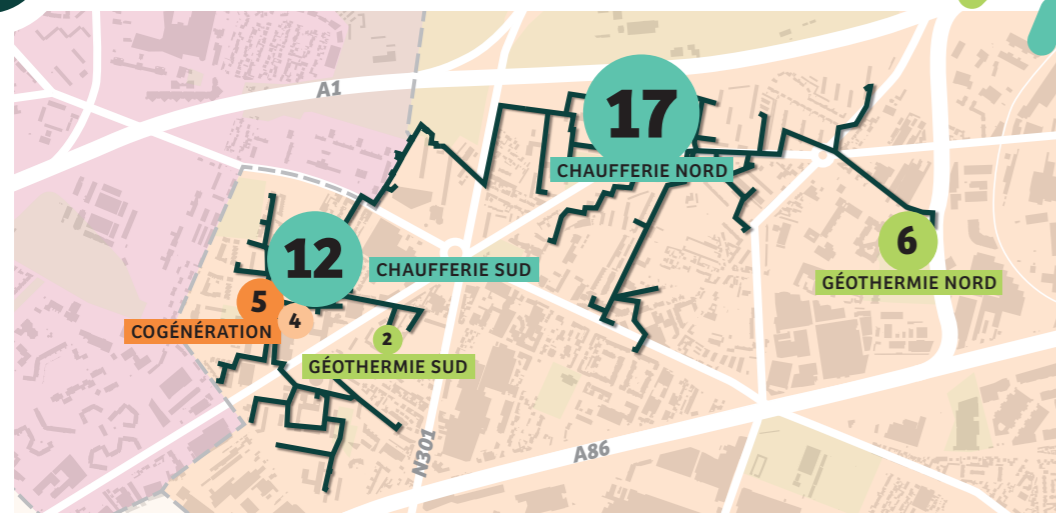 A1
17
CHAUFFERIE NORD
12
CHAUFFERIE SUD
6
GÉOTHERMIE NORD
5
4
COGÉNÉRATION
2
GÉOTHERMIE SUD
N301
A86